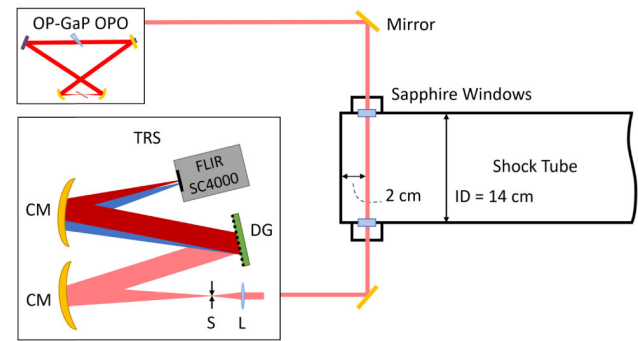 OP-GaP OPO
Mirror
Sapphire Windows
TRS
FLIR
SC4000
Shock Tube
CM
2 cm
ID = 14 cm
DG
CM
S
L